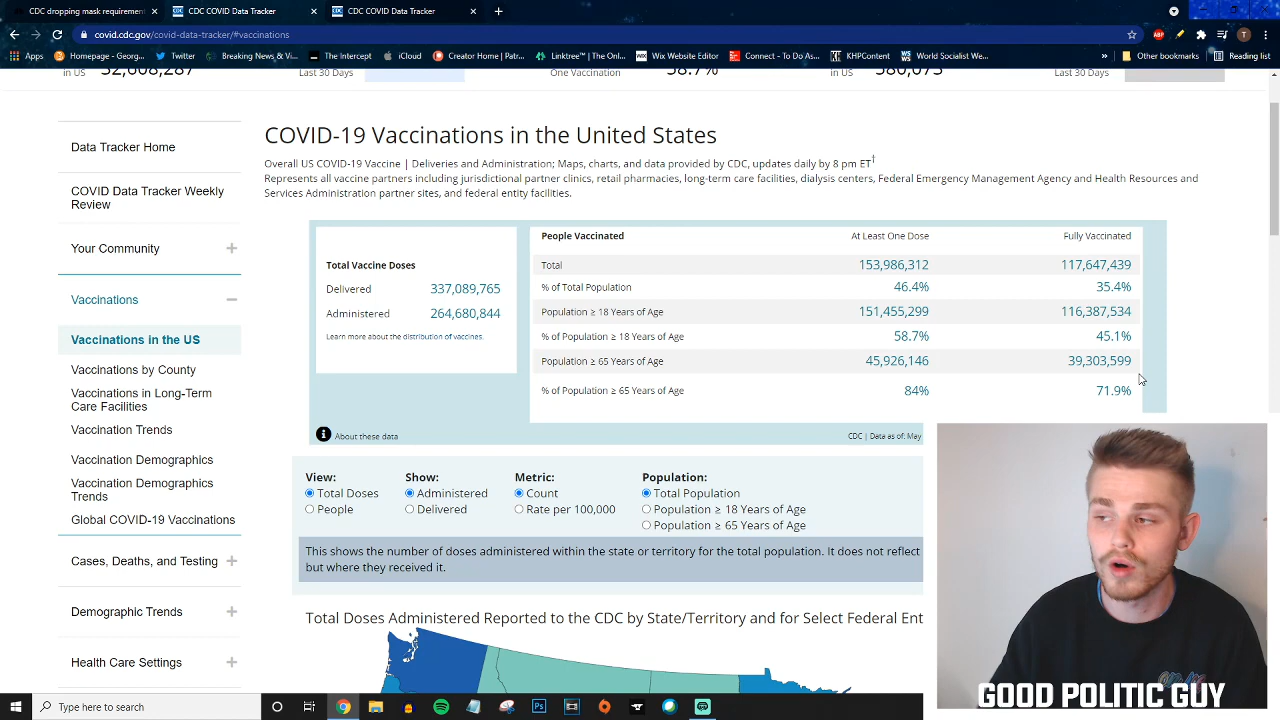 CDC dropping mask requirement
CDC COVID Data Tracker
CDC COVID Data Tracker
covid.cdc.gov/covid-data-tracker/#vaccinations
T
Apps
Homepage - Georg...
Twitter
Breaking News & Vi...
The Intercept
iCloud
Creator Home | Patr...
Linktree™ | The Onl...
Wix Website Editor
Connect - To Do As...
KHPContent
World Socialist We...
Other bookmarks
Reading list
in US
32,608,287
Last 30 Days
One Vaccination
58.7%
in US
580,073
Last 30 Days
Data Tracker Home
COVID Data Tracker Weekly
Review
Your Community
Vaccinations
Vaccinations in the US
Vaccinations by County
Vaccinations in Long-Term
Care Facilities
Vaccination Trends
Vaccination Demographics
Vaccination Demographics
Trends
Global COVID-19 Vaccinations
Cases, Deaths, and Testing
Demographic Trends
Health Care Settings
COVID-19 Vaccinations in the United States
Overall US COVID-19 Vaccine | Deliveries and Administration; Maps, charts, and data provided by CDC, updates daily by 8 pm ET†
Represents all vaccine partners including jurisdictional partner clinics, retail pharmacies, long-term care facilities, dialysis centers, Federal Emergency Management Agency and Health Resources and
Services Administration partner sites, and federal entity facilities.
Total Vaccine Doses
Delivered 337,089,765
Administered 264,680,844
Learn more about the distribution of vaccines.
People Vaccinated At Least One Dose Fully Vaccinated
Total 153,986,312 117,647,439
% of Total Population 46.4% 35.4%
Population ≥ 18 Years of Age 151,455,299 116,387,534
% of Population ≥ 18 Years of Age 58.7% 45.1%
Population ≥ 65 Years of Age 45,926,146 39,303,599
% of Population ≥ 65 Years of Age 84% 71.9%
About these data
CDC | Data as of: May
View: Show: Metric: Population:
Total Doses Administered Count Total Population
People Delivered Rate per 100,000 Population ≥ 18 Years of Age
Population ≥ 65 Years of Age
This shows the number of doses administered within the state or territory for the total population. It does not reflect
but where they received it.
Total Doses Administered Reported to the CDC by State/Territory and for Select Federal Ent
GOOD POLITIC GUY
Type here to search